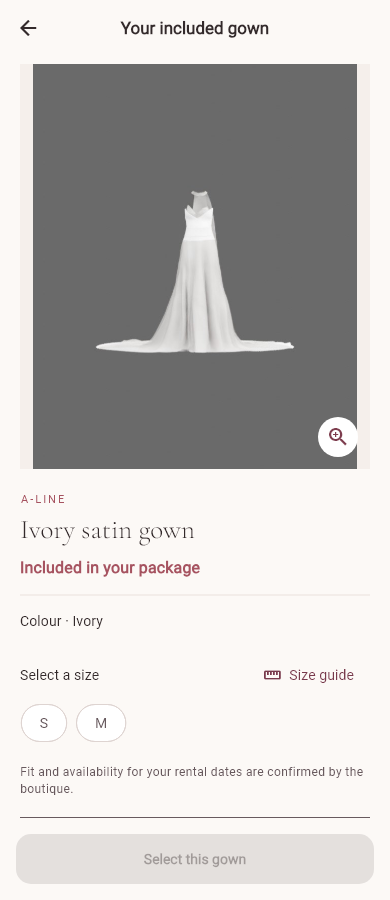 Your included gown
A-LINE
Ivory satin gown
Included in your package
Colour · Ivory
Select a size
Size guide
S
M
Fit and availability for your rental dates are confirmed by the
boutique.
Select this gown